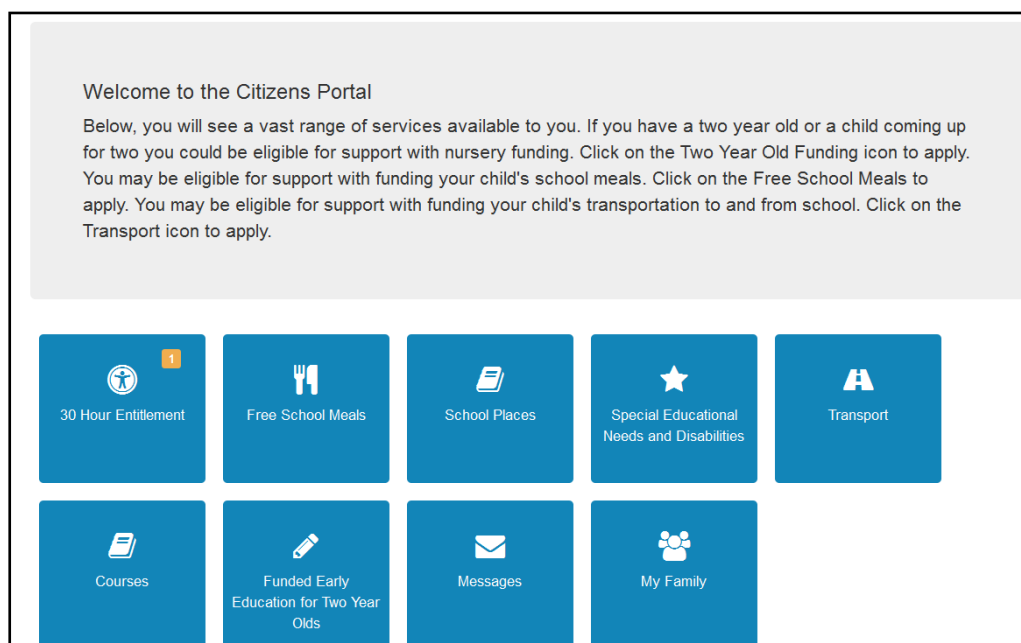 Welcome to the Citizens Portal
Below, you will see a vast range of services available to you. If you have a two year old or a child coming up
for two you could be eligible for support with nursery funding. Click on the Two Year Old Funding icon to apply.
You may be eligible for support with funding your child's school meals. Click on the Free School Meals to
apply. You may be eligible for support with funding your child's transportation to and from school. Click on the
Transport icon to apply.
1
30 Hour Entitlement
Free School Meals
School Places
Special Educational
Needs and Disabilities
Transport
Courses
Funded Early
Education for Two Year
Olds
Messages
My Family